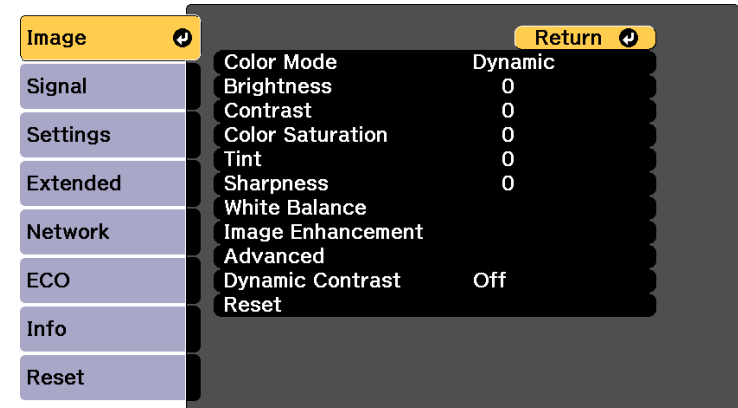 Image
Signal
Settings
Extended
Network
ECO
Info
Reset
Return
Color Mode Dynamic
Brightness 0
Contrast 0
Color Saturation 0
Tint 0
Sharpness 0
White Balance
Image Enhancement
Advanced
Dynamic Contrast Off
Reset